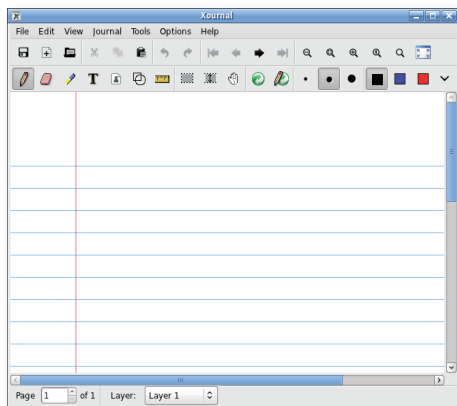 Xournal
File Edit View Journal Tools Options Help
T
Page 1 of 1 Layer: Layer 1